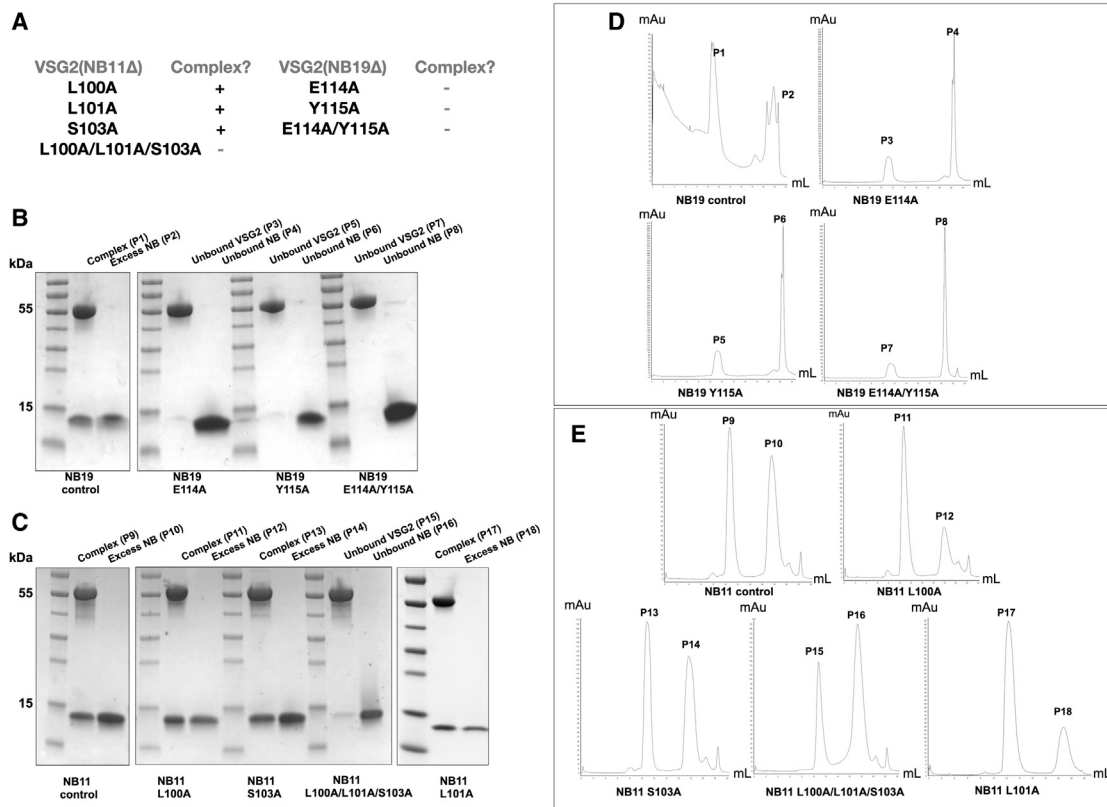 A
VSG2(NB11Δ) Complex? VSG2(NB19Δ) Complex?
L100A + E114A -
L101A + Y115A -
S103A + E114A/Y115A -
L100A/L101A/S103A -
B
Complex (P1)
Excess NB (P2)
Unbound VSG2 (P3)
Unbound NB (P4)
Unbound VSG2 (P5)
Unbound NB (P6)
Unbound VSG2 (P7)
Unbound NB (P8)
kDa
55
15
NB19
control
NB19
E114A
NB19
Y115A
NB19
E114A/Y115A
C
Complex (P9)
Excess NB (P10)
Complex (P11)
Excess NB (P12)
Complex (P13)
Excess NB (P14)
Unbound VSG2 (P15)
Unbound NB (P16)
Complex (P17)
Excess NB (P18)
kDa
55
15
NB11
control
NB11
L100A
NB11
S103A
NB11
L100A/L101A/S103A
NB11
L101A
D
mAu
P1
P2
mL
NB19 control
mAu
P3
P4
mL
NB19 E114A
mAu
P5
P6
mL
NB19 Y115A
mAu
P7
P8
mL
NB19 E114A/Y115A
E
mAu
P9
P10
mL
NB11 control
mAu
P11
P12
mL
NB11 L100A
mAu
P13
P14
mL
NB11 S103A
mAu
P15
P16
mL
NB11 L100A/L101A/S103A
mAu
P17
P18
mL
NB11 L101A